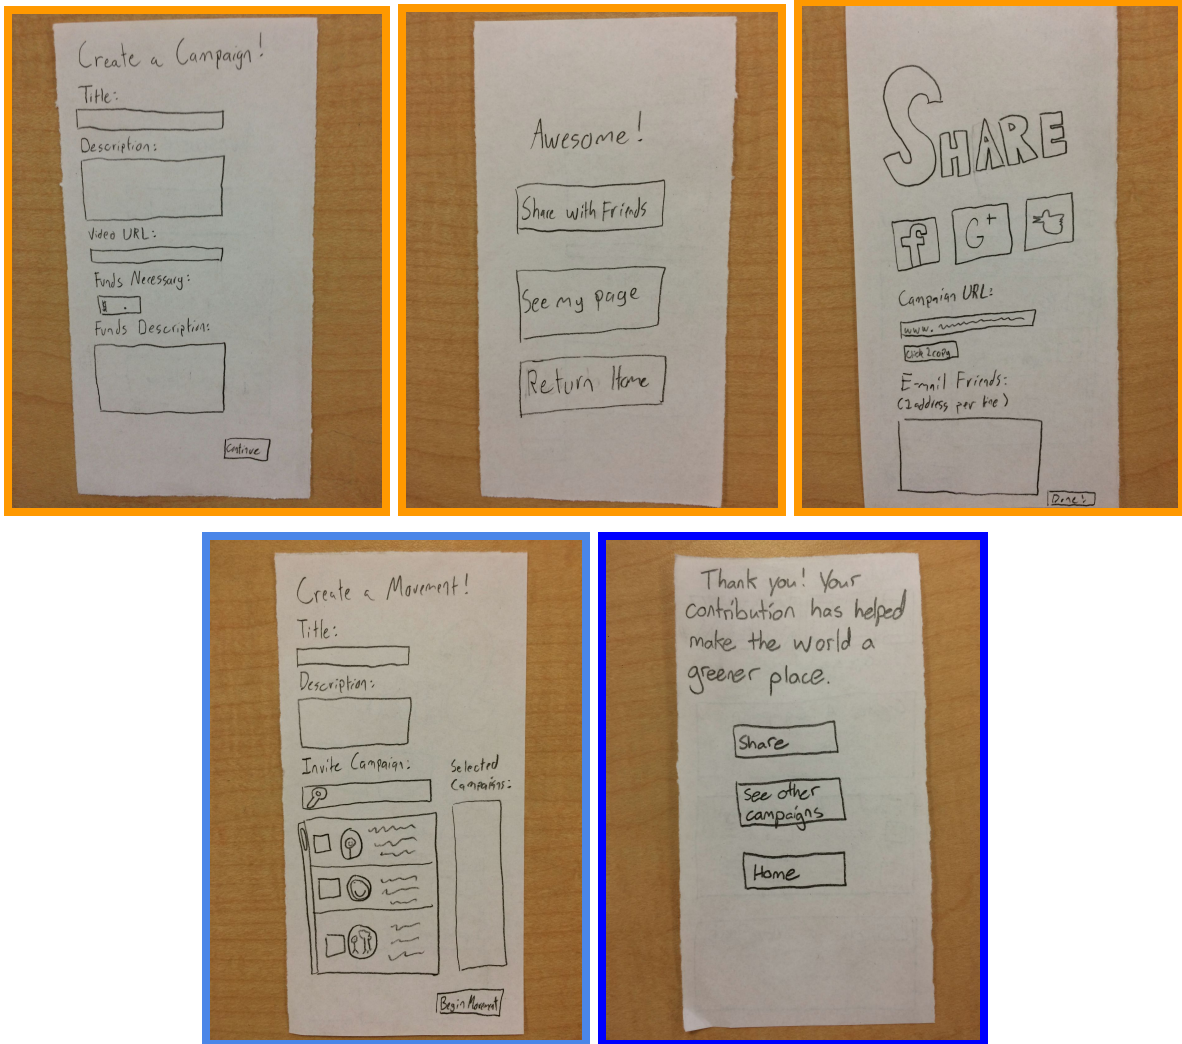 Create a Campaign!
Title:
Description:
Video URL:
Funds Necessary:
$ .
Funds Description:
Continue
Awesome!
Share with Friends
See my page
Return Home
SHARE
f
G+
Campaign URL:
www.
Click 2 copy
E-mail Friends:
(1 address per line)
Done!
Create a Movement!
Title:
Description:
Invite Campaign:
Selected
Campaigns:
Begin Movement
Thank you! Your
contribution has helped
make the world a
greener place.
Share
See other
campaigns
Home